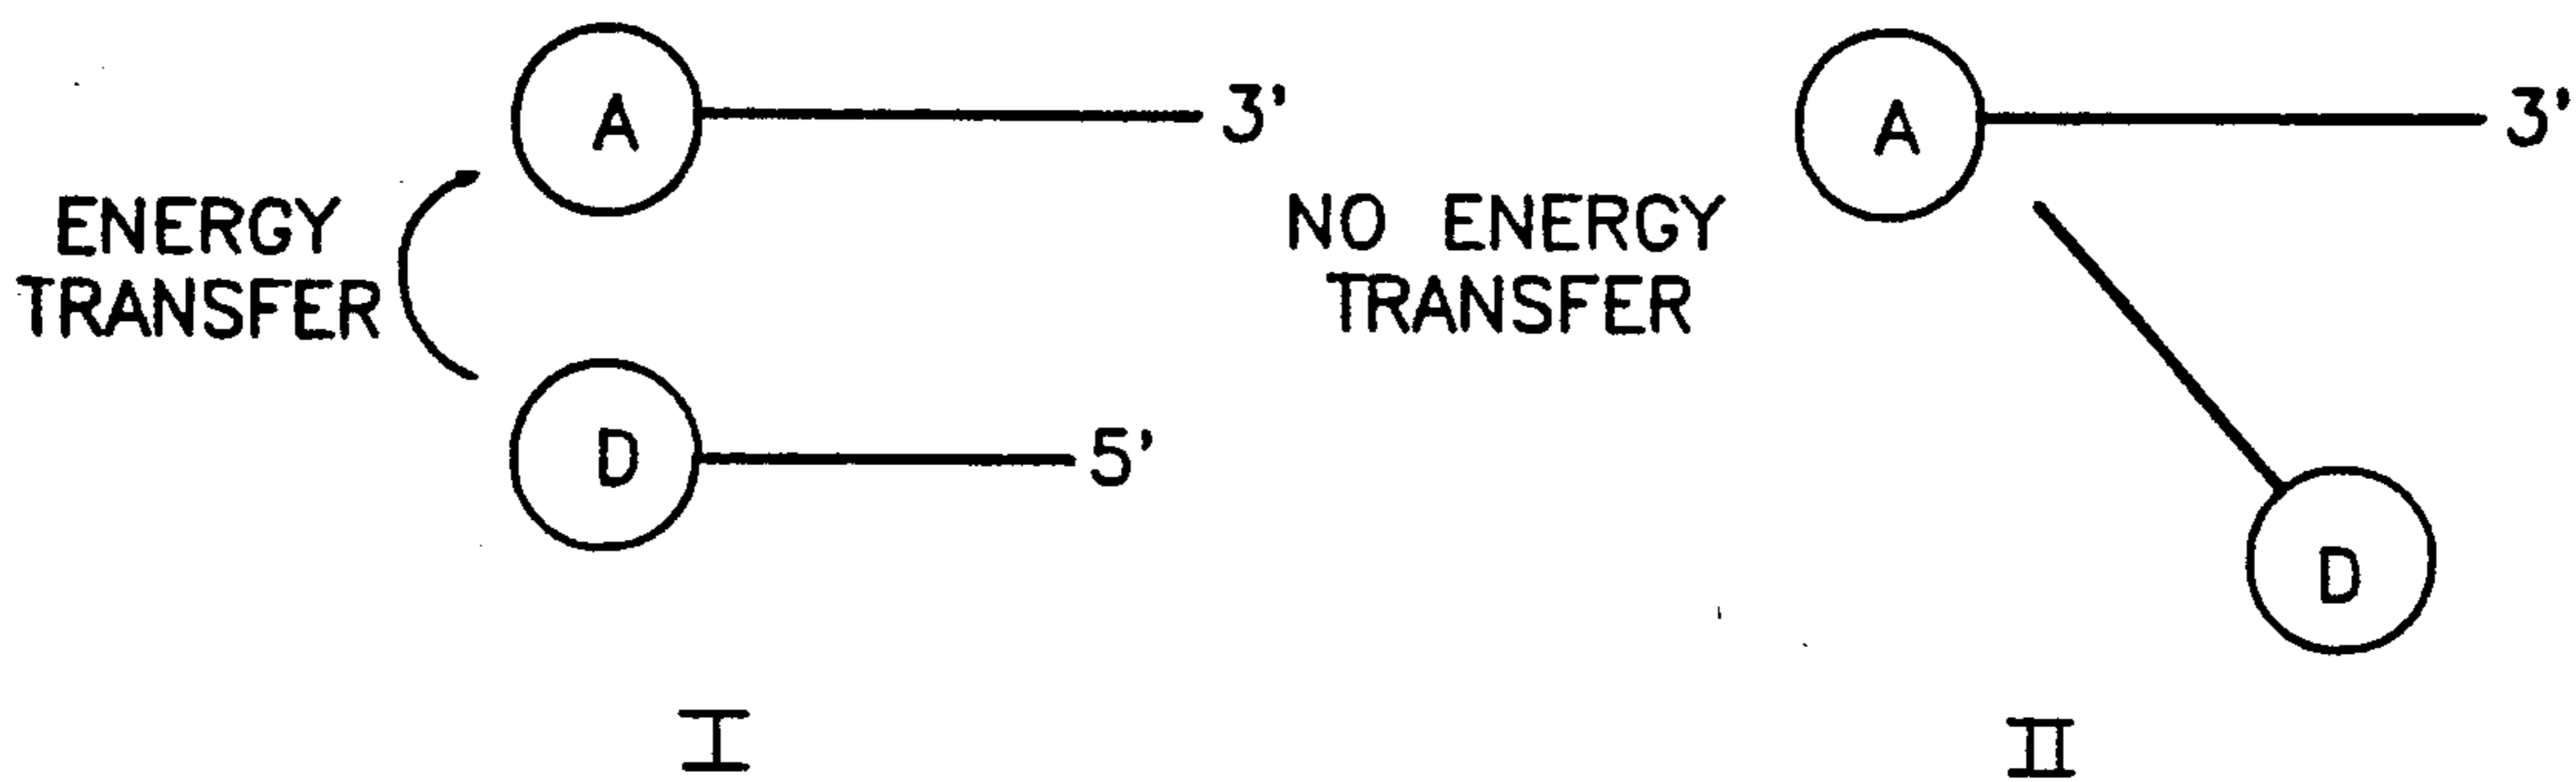 A
3'
ENERGY
TRANSFER
D
5'
I
A
3'
NO ENERGY
TRANSFER
D
II